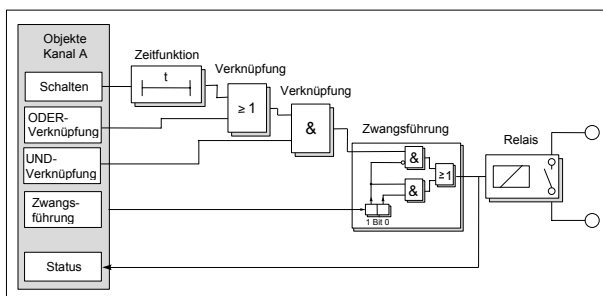 Objekte
Kanal A
Schalten
ODER-
Verknüpfung
UND-
Verknüpfung
Zwangs-
führung
Status
Zeitfunktion
t
Verknüpfung
≥ 1
Verknüpfung
&
Zwangsführung
&
&
≥1
1 Bit 0
Relais